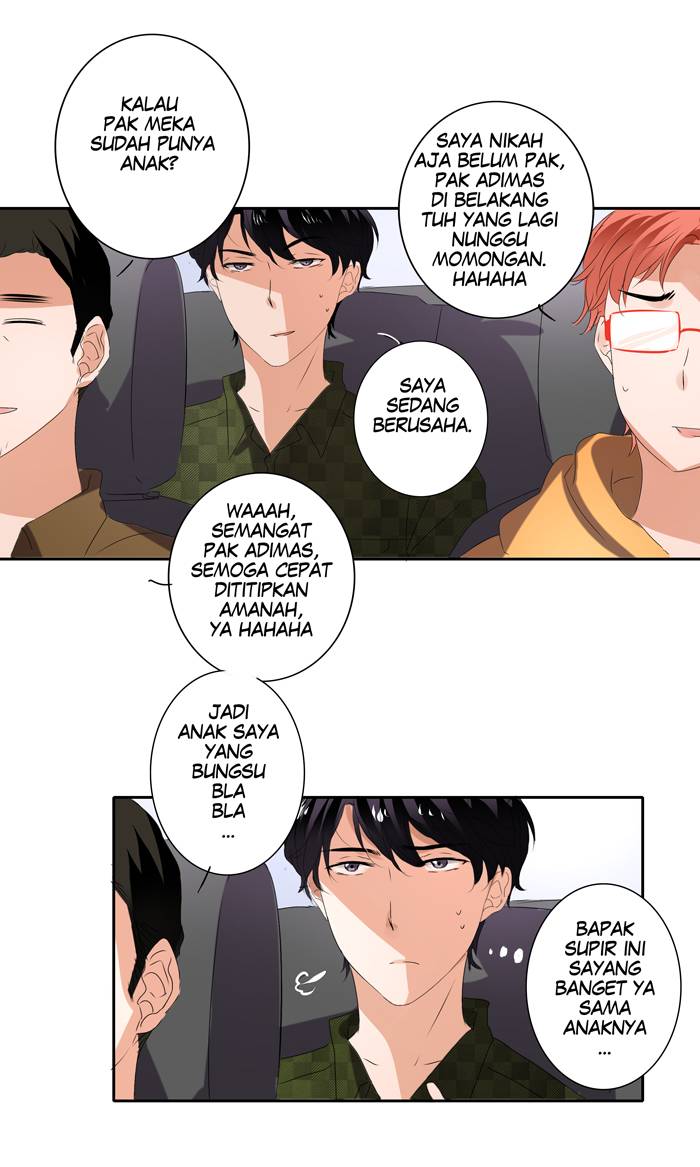 KALAU
PAK MEKA
SUDAH PUNYA
ANAK?
SAYA NIKAH
AJA BELUM PAK,
PAK ADIMAS
DI BELAKANG
TUH YANG LAGI
NUNGGU
MOMONGAN.
HAHAHA
SAYA
SEDANG
BERUSAHA.
WAAAH,
SEMANGAT
PAK ADIMAS,
SEMOGA CEPAT
DITITIPKAN
AMANAH,
YA HAHAHA
JADI
ANAK SAYA
YANG
BUNGSU
BLA
BLA
...
BAPAK
SUPIR INI
SAYANG
BANGET YA
SAMA
ANAKNYA
...